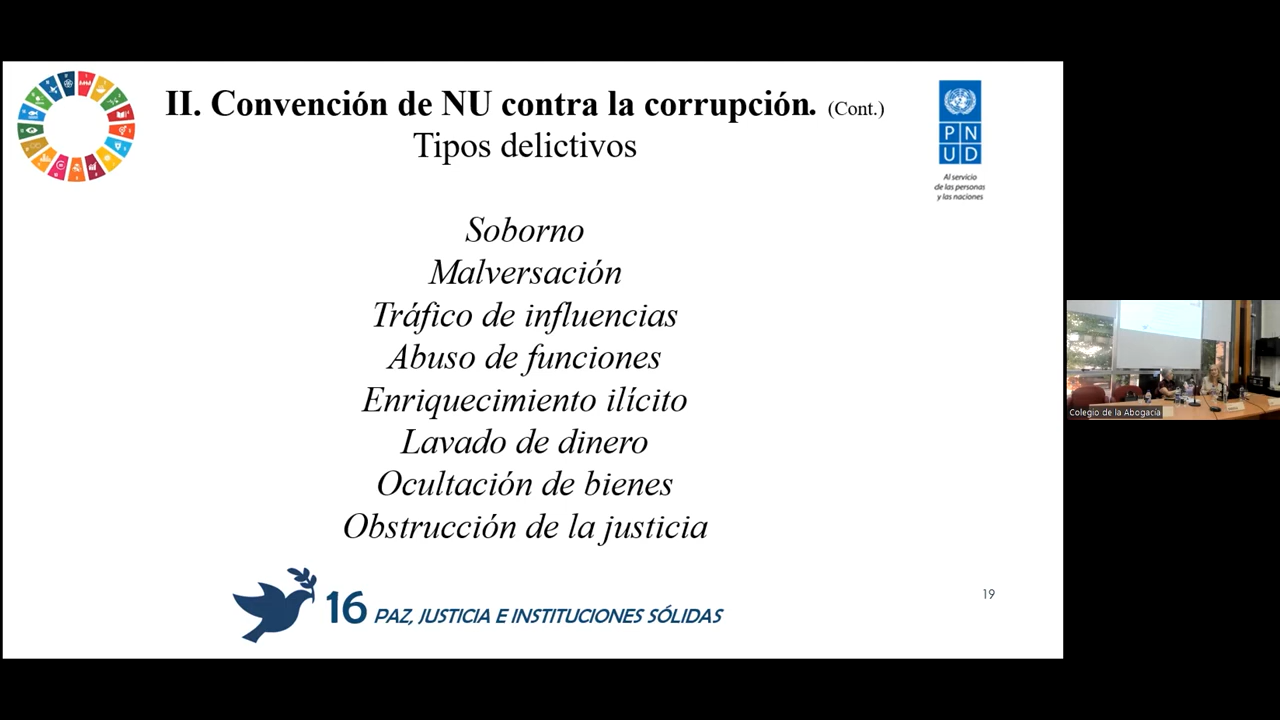 II. Convención de NU contra la corrupción. (Cont.)
Tipos delictivos
P N
U D
Al servicio
de las personas
y las naciones
Soborno
Malversación
Tráfico de influencias
Abuso de funciones
Enriquecimiento ilícito
Lavado de dinero
Ocultación de bienes
Obstrucción de la justicia
16 PAZ, JUSTICIA E INSTITUCIONES SÓLIDAS
19
Colegio de la Abogacía